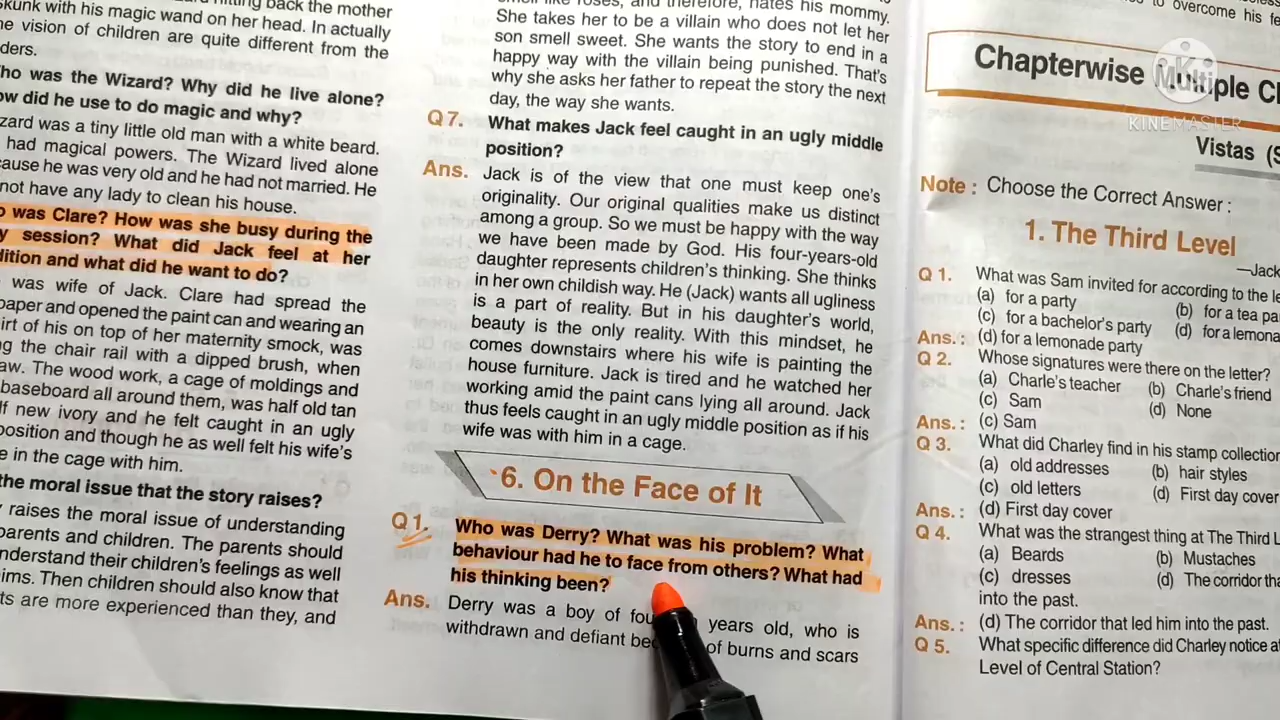 skunk with his magic wand on her head. In actually
vision of children are quite different from the
ders.
ho was the Wizard? Why did he live alone?
ow did he use to do magic and why?
zard was a tiny little old man with a white beard.
had magical powers. The Wizard lived alone
ause he was very old and he had not married. He
not have any lady to clean his house.
o was Clare? How was she busy during the
y session? What did Jack feel at her
dition and what did he want to do?
was wife of Jack. Clare had spread the
paper and opened the paint can and wearing an
irt of his on top of her maternity smock, was
ng the chair rail with a dipped brush, when
aw. The wood work, a cage of moldings and
baseboard all around them, was half old tan
lf new ivory and he felt caught in an ugly
position and though he as well felt his wife's
e in the cage with him.
the moral issue that the story raises?
raises the moral issue of understanding
parents and children. The parents should
nderstand their children's feelings as well
ims. Then children should also know that
ts are more experienced than they, and
and therefore, hates his mommy.
She takes her to be a villain who does not let her
son smell sweet. She wants the story to end in a
happy way with the villain being punished. That's
why she asks her father to repeat the story the next
day, the way she wants.
Q 7. What makes Jack feel caught in an ugly middle
position?
Ans. Jack is of the view that one must keep one's
originality. Our original qualities make us distinct
among a group. So we must be happy with the way
we have been made by God. His four-years-old
daughter represents children's thinking. She thinks
in her own childish way. He (Jack) wants all ugliness
is a part of reality. But in his daughter's world,
beauty is the only reality. With this mindset, he
comes downstairs where his wife is painting the
house furniture. Jack is tired and he watched her
working amid the paint cans lying all around. Jack
thus feels caught in an ugly middle position as if his
wife was with him in a cage.
6. On the Face of It
Q 1. Who was Derry? What was his problem? What
behaviour had he to face from others? What had
his thinking been?
Ans. Derry was a boy of fou years old, who is
withdrawn and defiant be of burns and scars
to overcome his fe
Chapterwise Multiple C
KINEMASTER
Vistas (S
Note : Choose the Correct Answer :
1. The Third Level
—Jack
Q 1. What was Sam invited for according to the le
(a) for a party (b) for a tea pa
(c) for a bachelor's party (d) for a lemona
Ans. : (d) for a lemonade party
Q 2. Whose signatures were there on the letter?
(a) Charle's teacher (b) Charle's friend
(c) Sam (d) None
Ans. : (c) Sam
Q 3. What did Charley find in his stamp collection
(a) old addresses (b) hair styles
(c) old letters (d) First day cover
Ans. : (d) First day cover
Q 4. What was the strangest thing at The Third L
(a) Beards (b) Mustaches
(c) dresses (d) The corridor tha
into the past.
Ans. : (d) The corridor that led him into the past.
Q 5. What specific difference did Charley notice a
Level of Central Station?